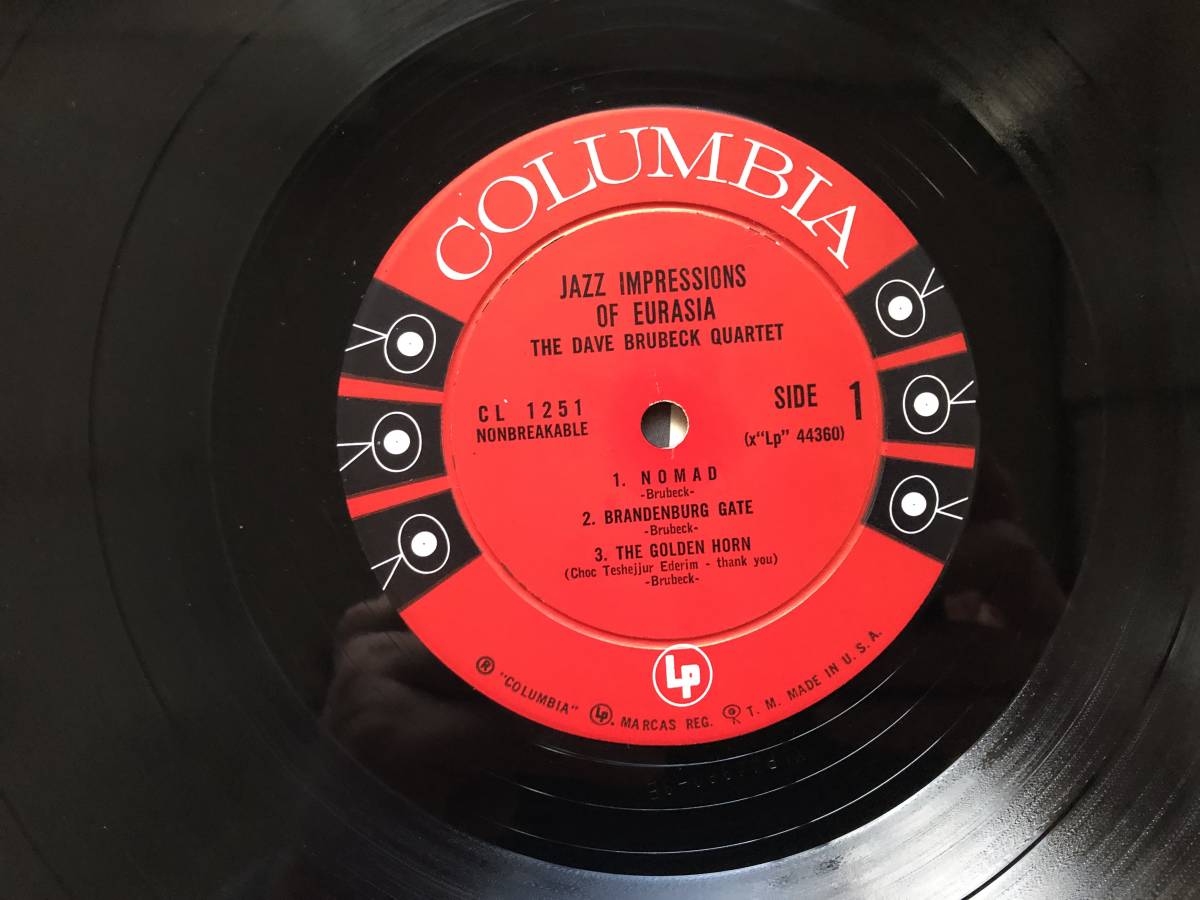 COLUMBIA
JAZZ IMPRESSIONS
OF EURASIA
THE DAVE BRUBECK QUARTET
CL 1251
NONBREAKABLE
SIDE 1
(x"Lp" 44360)
1. NOMAD
-Brubeck-
2. BRANDENBURG GATE
-Brubeck-
3. THE GOLDEN HORN
(Choc Teshejjur Ederim - thank you)
-Brubeck-
Lp
® "COLUMBIA" Lp. MARCAS REG. T. M. MADE IN U. S. A.